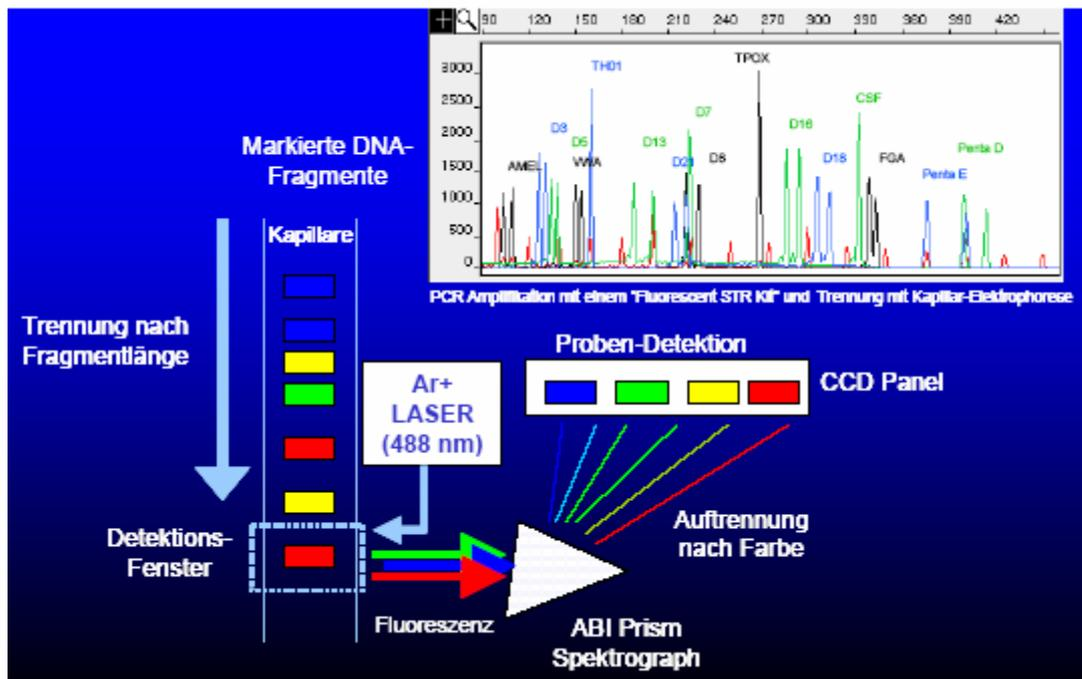 90 120 150 180 210 240 270 300 330 360 390 420
3000
2500
2000
1500
1000
500
0
TH01
TPOX
D3
D5
D13
D7
D16
CSF
AMEL
VWA
D21
D8
D18
FGA
Penta E
Penta D
PCR Amplifikation mit einem "Fluorescent STR Kit" und Trennung mit Kapillar-Elektrophorese
Markierte DNA-
Fragmente
Kapillare
Trennung nach
Fragmentlänge
Proben-Detektion
CCD Panel
Ar+
LASER
(488 nm)
Detektions-
Fenster
Auftrennung
nach Farbe
Fluoreszenz
ABI Prism
Spektrograph